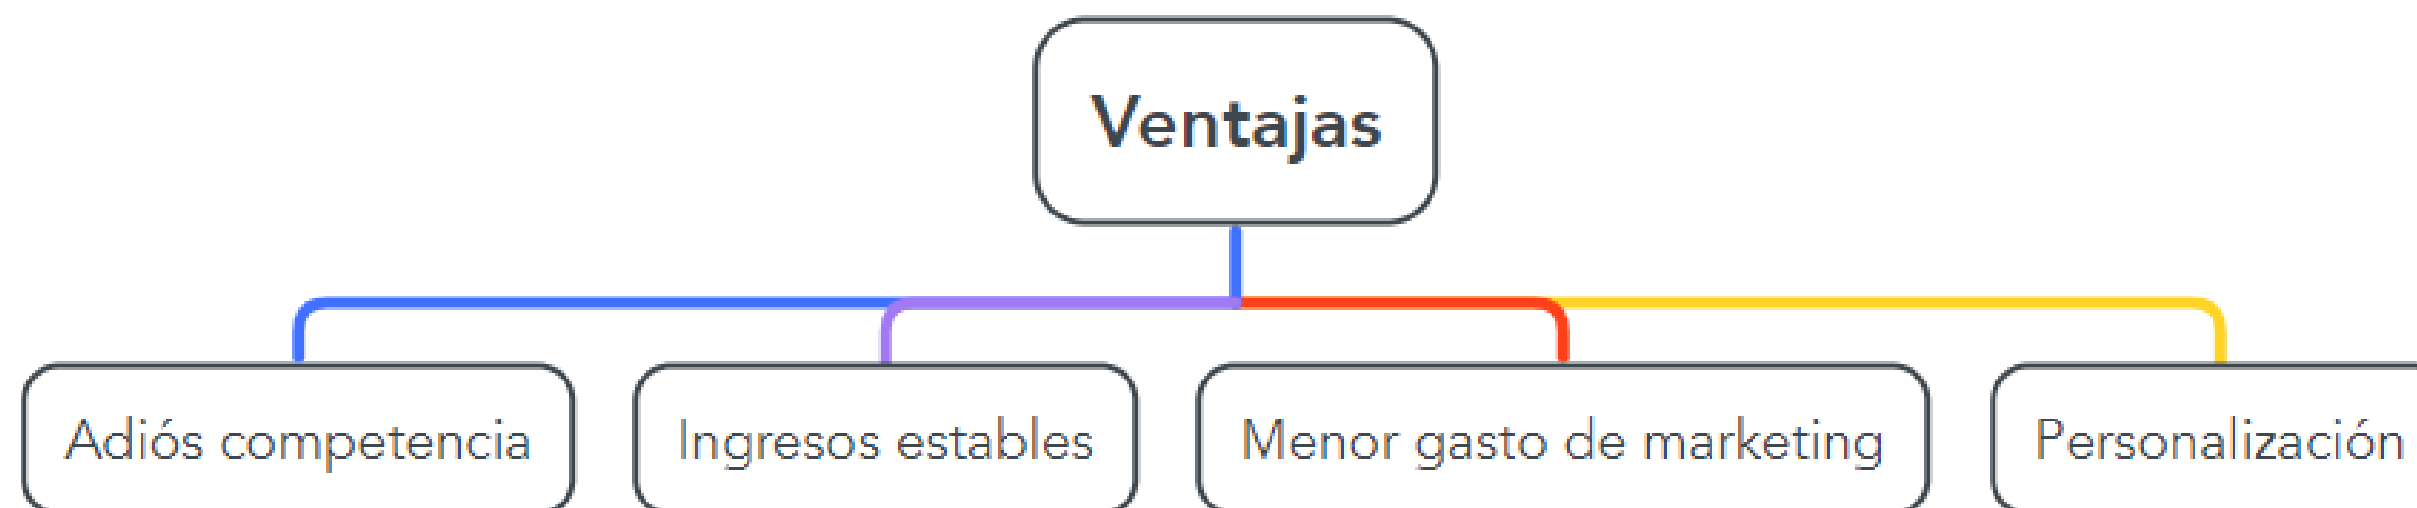 Ventajas
Adiós competencia
Ingresos estables
Menor gasto de marketing
Personalización